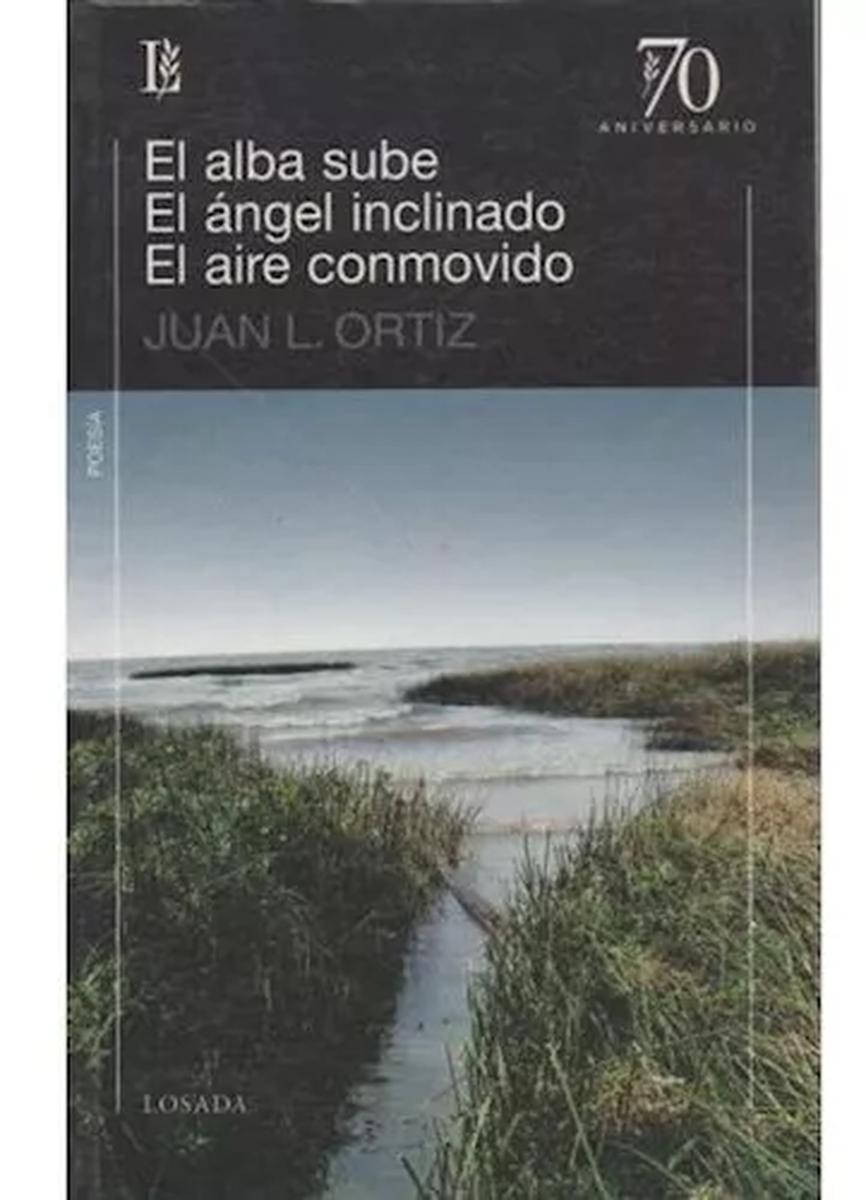 L
70
ANIVERSARIO
El alba sube
El ángel inclinado
El aire conmovido
JUAN L. ORTIZ
POESÍA
LOSADA